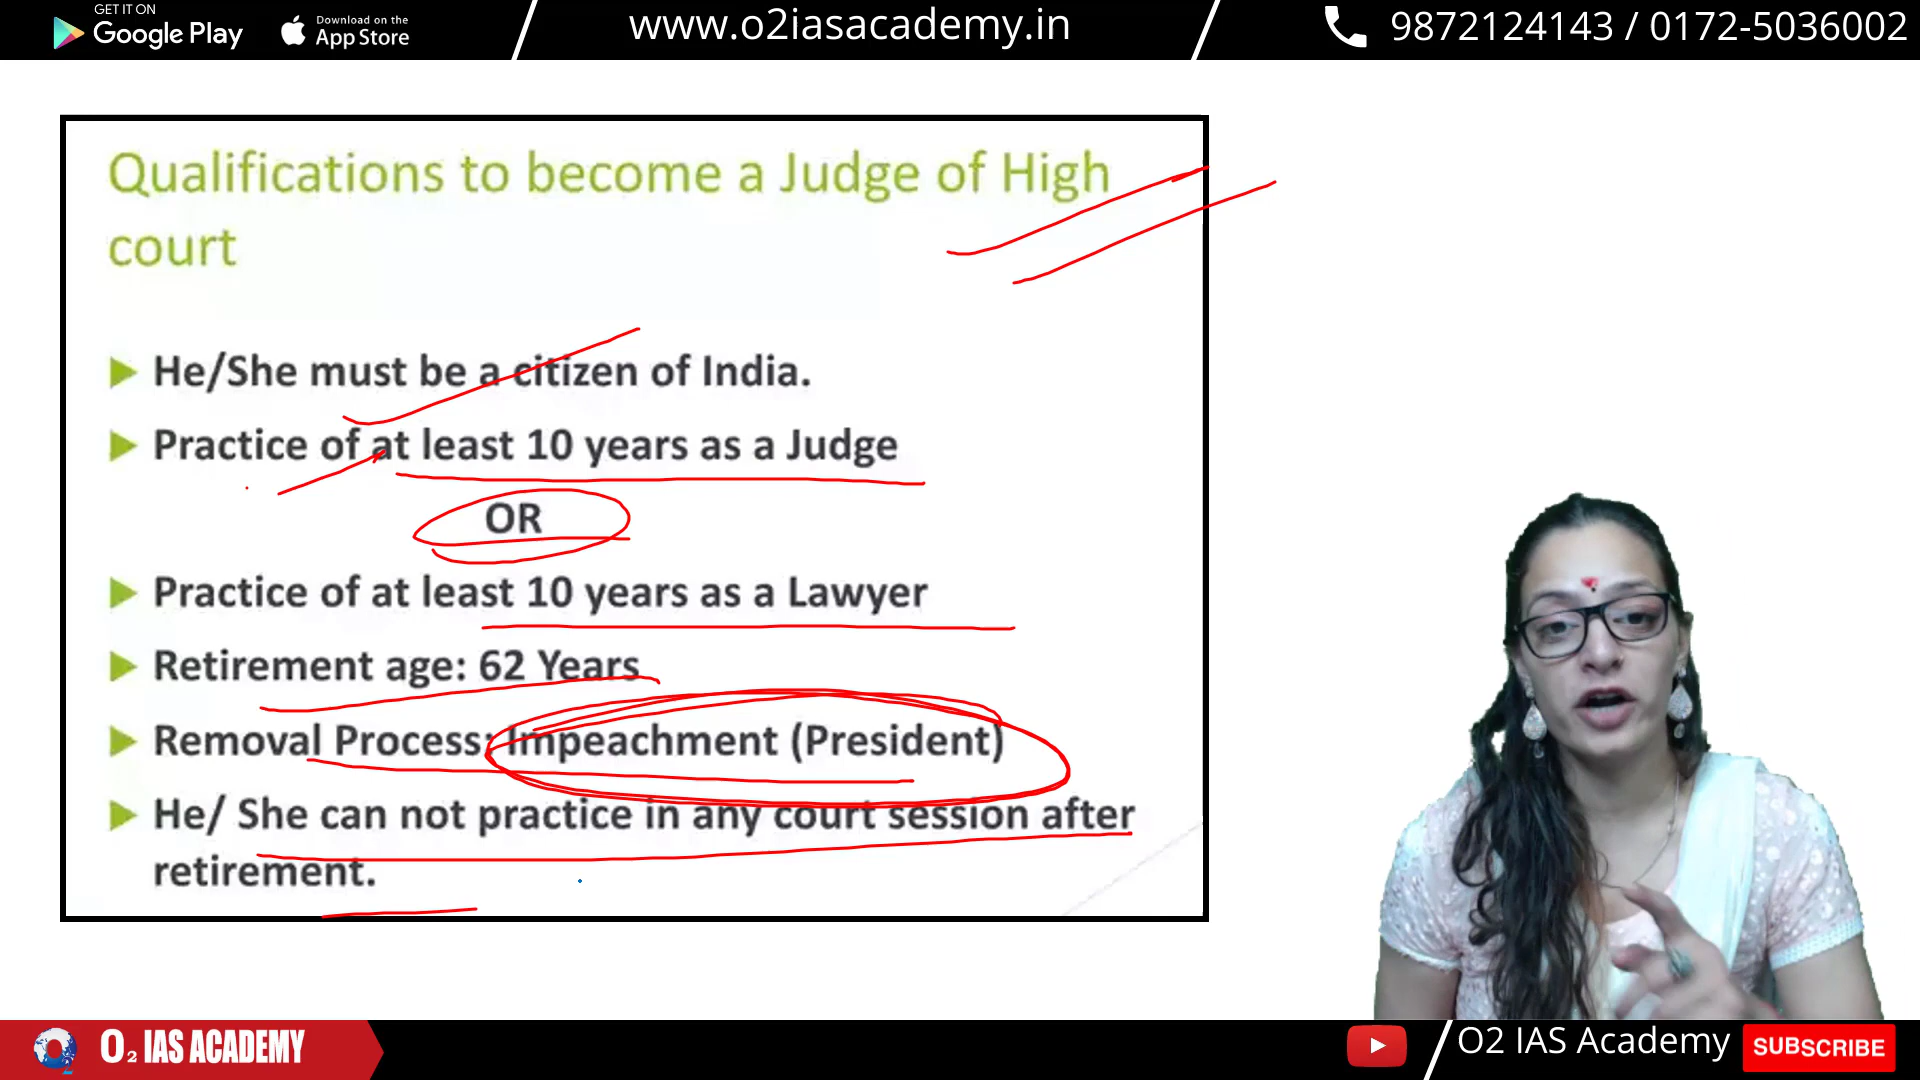 GET IT ON
Google Play
Download on the
App Store
www.o2iasacademy.in
9872124143 / 0172-5036002
Qualifications to become a Judge of High
court
He/She must be a citizen of India.
Practice of at least 10 years as a Judge
OR
Practice of at least 10 years as a Lawyer
Retirement age: 62 Years
Removal Process: Impeachment (President)
He/ She can not practice in any court session after
retirement.
O2 IAS ACADEMY
O2 IAS Academy
SUBSCRIBE